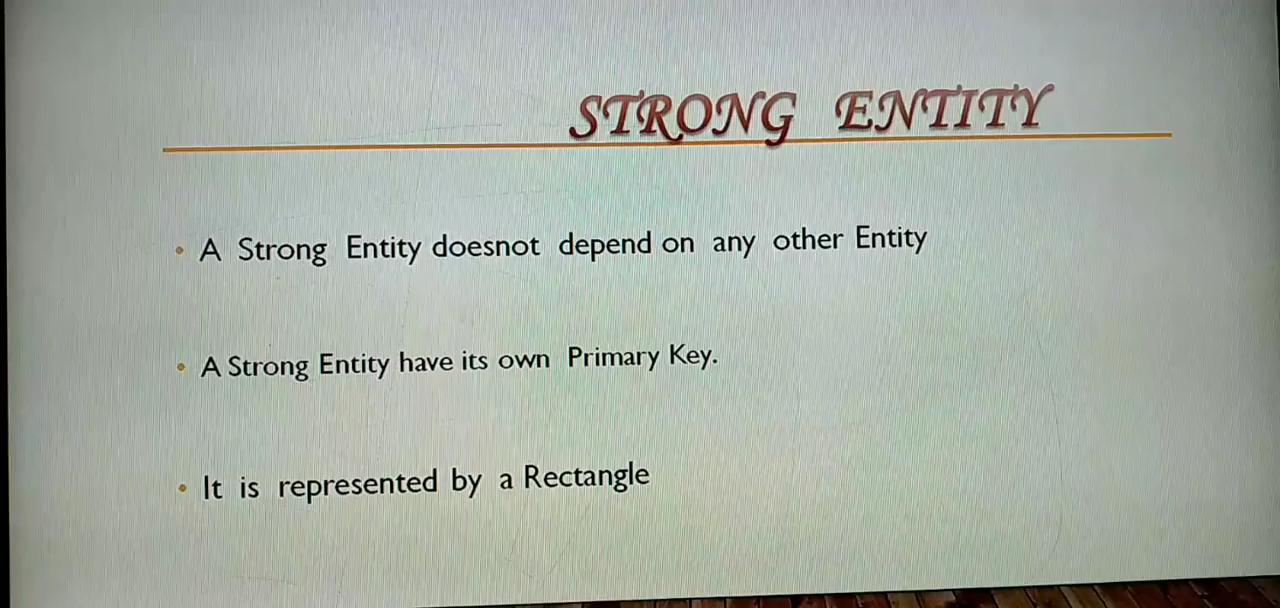 STRONG ENTITY
• A Strong Entity doesnot depend on any other Entity
• A Strong Entity have its own Primary Key.
• It is represented by a Rectangle